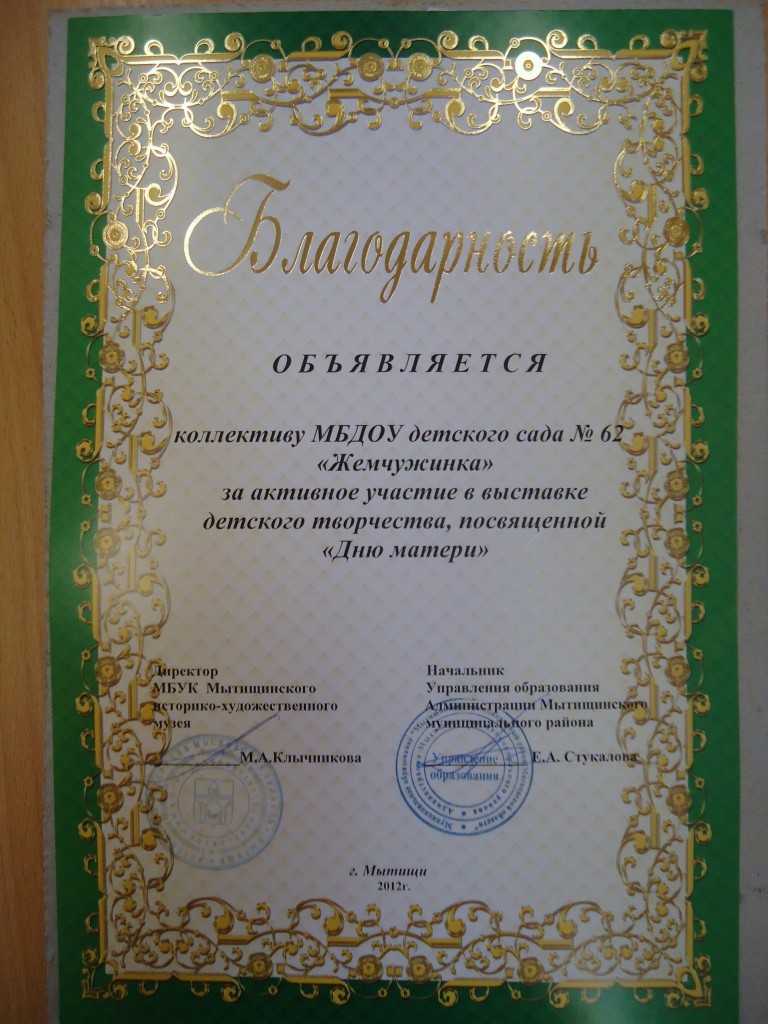 Благодарность
ОБЪЯВЛЯЕТСЯ
коллективу МБДОУ детского сада № 62
«Жемчужинка»
за активное участие в выставке
детского творчества, посвященной
«Дню матери»
Директор
МБУК Мытищинского
историко-художественного
музея
М.А.Клычникова
Начальник
Управления образования
Администрации Мытищинского
муниципального района
Е.А. Стукалова
Управление
образования
г. Мытищи
2012г.